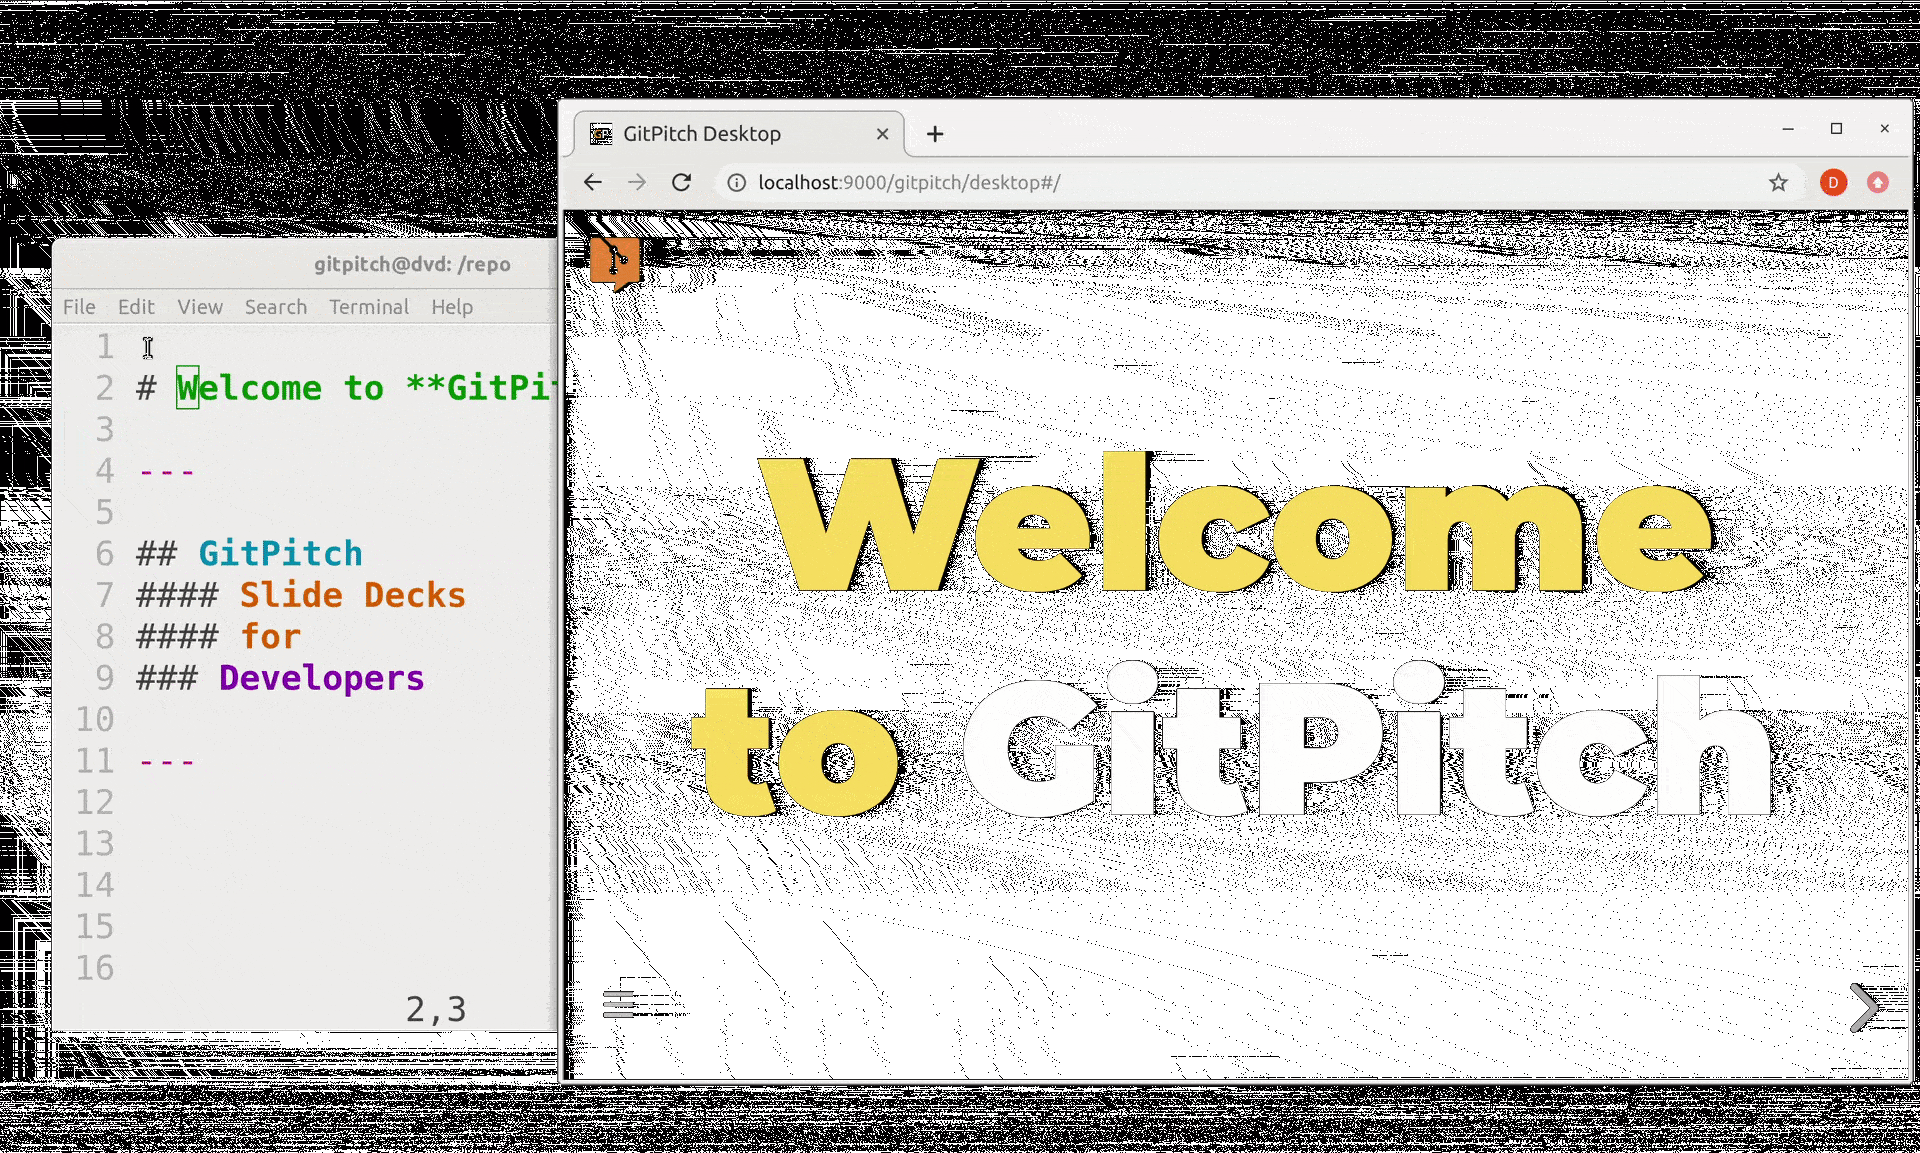 gitpitch@dvd: /repo
File Edit View Search Terminal Help
1
2 # Welcome to **GitPi
3
4 ---
5
6 ## GitPitch
7 #### Slide Decks
8 #### for
9 ### Developers
10
11 ---
12
13
14
15
16
2,3
GitPitch Desktop
localhost:9000/gitpitch/desktop#/
D
Welcome
to GitPitch